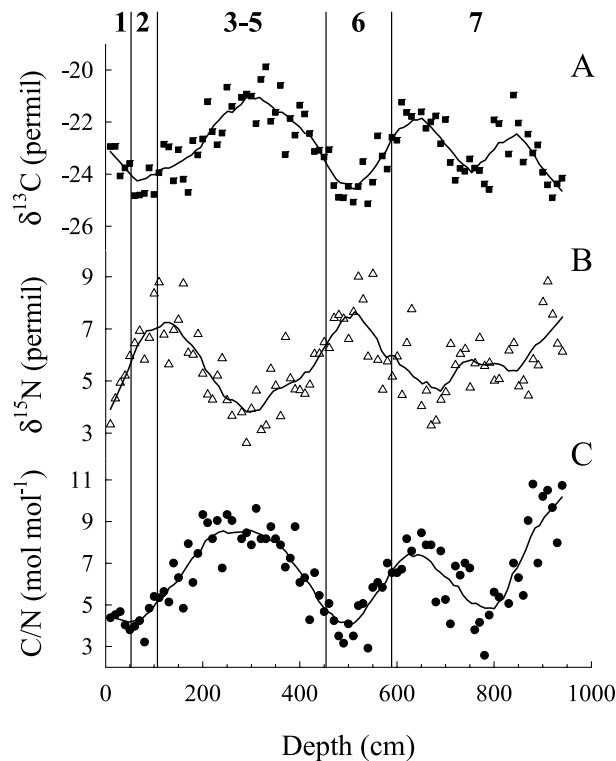 1 2 3-5 6 7
A
-20
-22
-24
-26
δ¹³C (permil)
B
9
7
5
3
δ¹⁵N (permil)
C
11
9
7
5
3
C/N (mol mol⁻¹)
0 200 400 600 800 1000
Depth (cm)